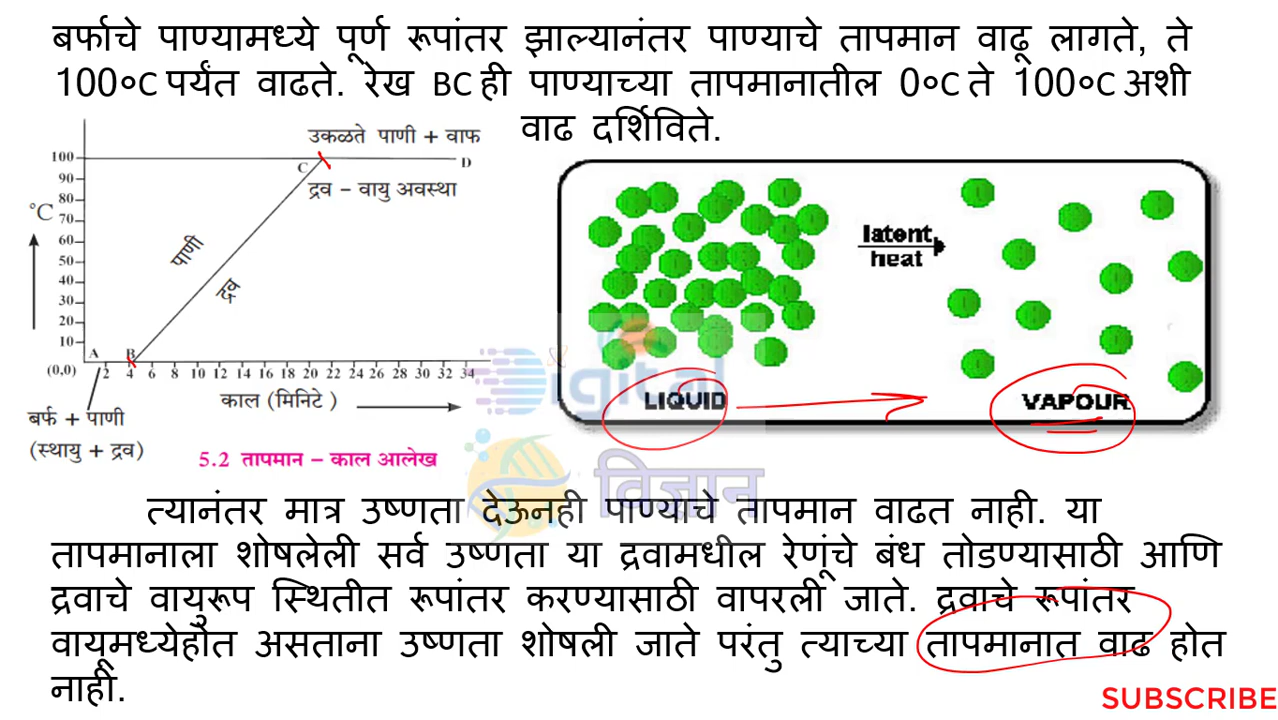 बर्फाचे पाण्यामध्ये पूर्ण रूपांतर झाल्यानंतर पाण्याचे तापमान वाढू लागते, ते
100०C पर्यंत वाढते. रेख BC ही पाण्याच्या तापमानातील 0०C ते 100०C अशी
वाढ दर्शिविते.
उकळते पाणी + वाफ
100
C
D
90
द्रव – वायु अवस्था
80
°C
70
60
पाणी
50
40
द्रव
30
20
10
A
B
(0,0)
2 4 6 8 10 12 14 16 18 20 22 24 26 28 30 32 34
बर्फ + पाणी
काल (मिनिटे)
(स्थायु + द्रव)
5.2 तापमान – काल आलेख
latent
heat
LIQUID
VAPOUR
Digital
विज्ञान
त्यानंतर मात्र उष्णता देऊनही पाण्याचे तापमान वाढत नाही. या
तापमानाला शोषलेली सर्व उष्णता या द्रवामधील रेणूंचे बंध तोडण्यासाठी आणि
द्रवाचे वायुरूप स्थितीत रूपांतर करण्यासाठी वापरली जाते. द्रवाचे रूपांतर
वायूमध्येहोत असताना उष्णता शोषली जाते परंतु त्याच्या तापमानात वाढ होत
नाही.
SUBSCRIBE